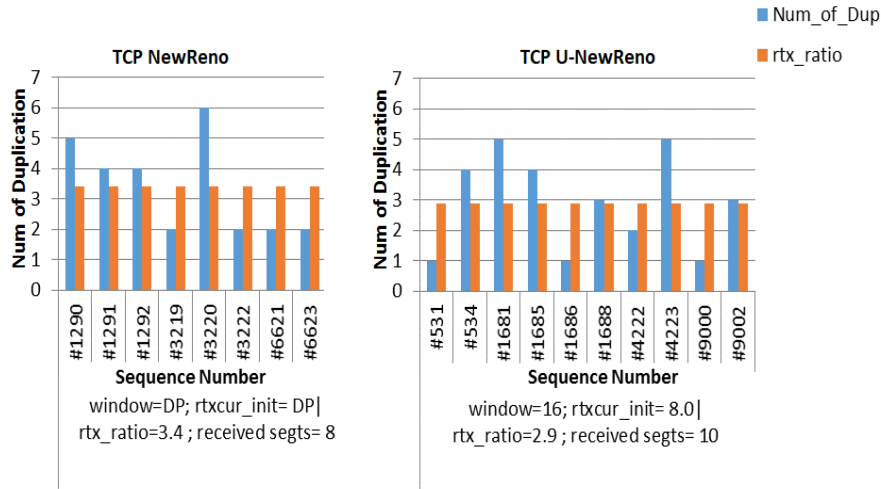 Num_of_Dup
rtx_ratio
TCP NewReno
Num of Duplication
7
6
5
4
3
2
1
0
#1290
#1291
#1292
#3219
#3220
#3222
#6621
#6623
Sequence Number
window=DP; rtxcur_init= DP|
rtx_ratio=3.4 ; received segts= 8
TCP U-NewReno
Num of Duplication
7
6
5
4
3
2
1
0
#531
#534
#1681
#1685
#1686
#1688
#4222
#4223
#9000
#9002
Sequence Number
window=16; rtxcur_init= 8.0|
rtx_ratio=2.9 ; received segts= 10